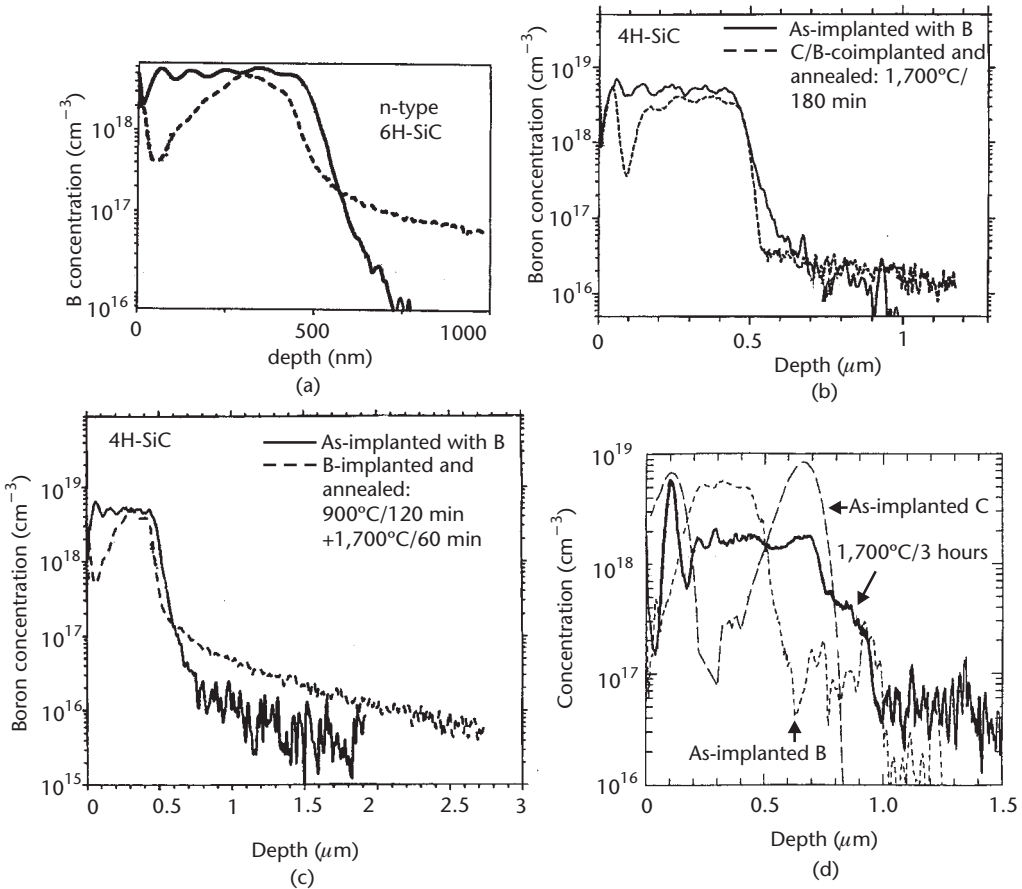 B concentration (cm⁻³)
10¹⁸
10¹⁷
10¹⁶
n-type
6H-SiC
0
500
1000
depth (nm)
(a)
Boron concentration (cm⁻³)
10¹⁹
10¹⁸
10¹⁷
10¹⁶
4H-SiC
As-implanted with B
C/B-coimplanted and
annealed: 1,700°C/
180 min
0
0.5
1
Depth (μm)
(b)
Boron concentration (cm⁻³)
10¹⁹
10¹⁸
10¹⁷
10¹⁶
10¹⁵
4H-SiC
As-implanted with B
B-implanted and
annealed:
900°C/120 min
+1,700°C/60 min
0
0.5
1
1.5
2
2.5
3
Depth (μm)
(c)
Concentration (cm⁻³)
10¹⁹
10¹⁸
10¹⁷
10¹⁶
As-implanted C
1,700°C/3 hours
As-implanted B
0
0.5
1.0
1.5
Depth (μm)
(d)